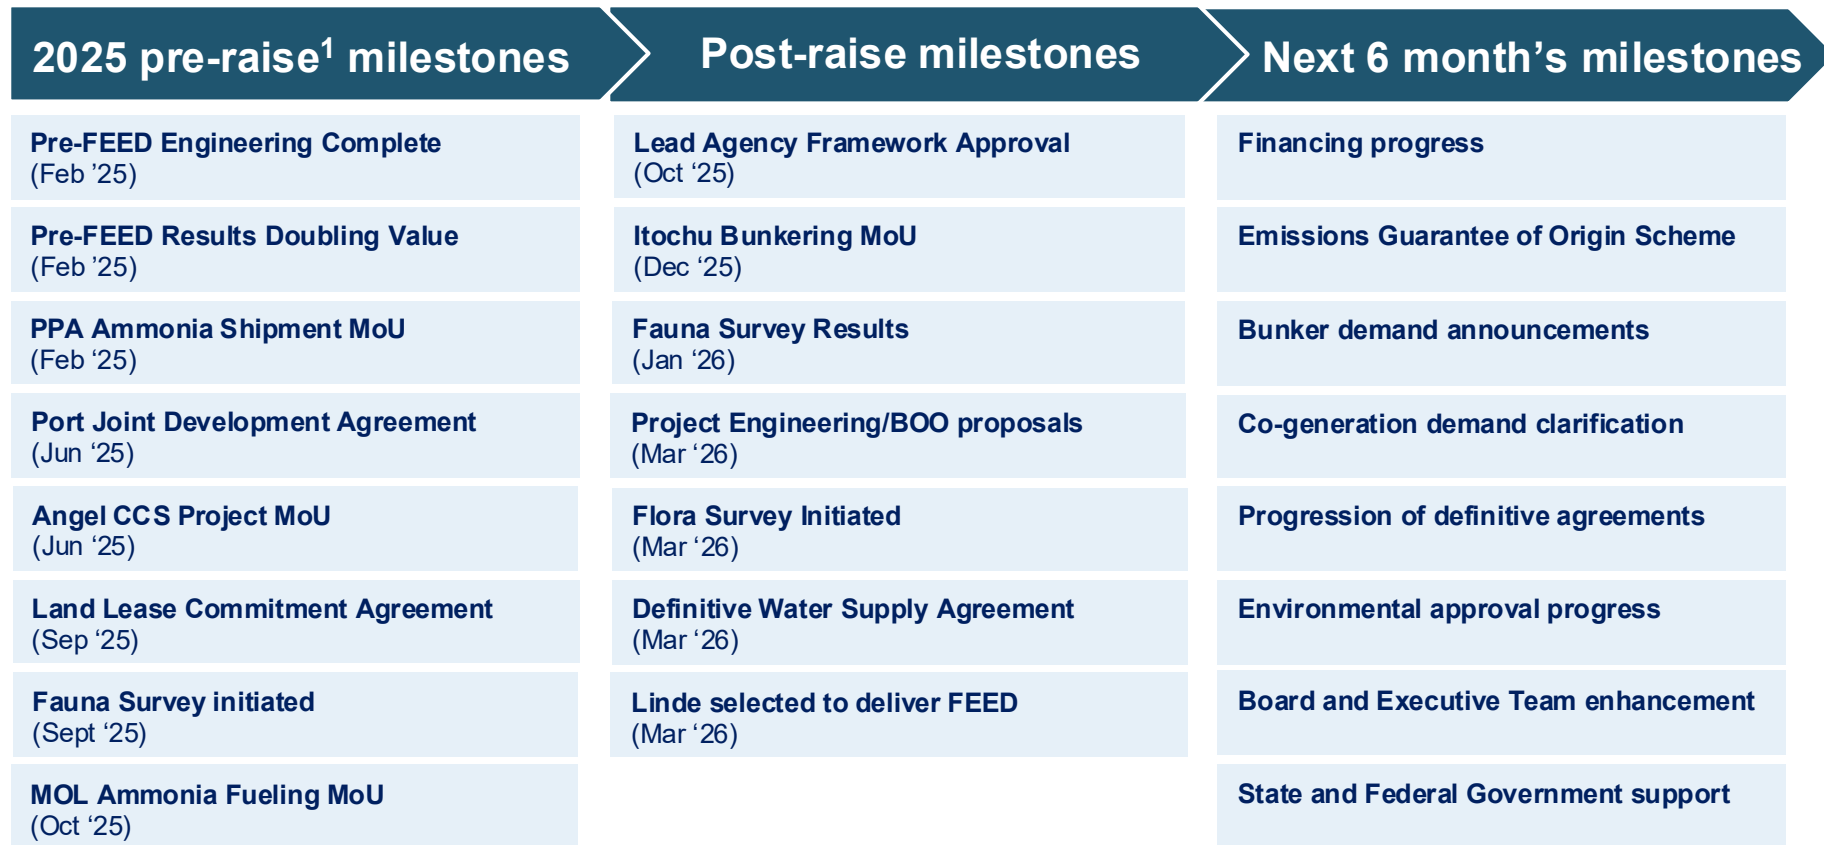 2025 pre-raise¹ milestones
Pre-FEED Engineering Complete
(Feb ’25)
Pre-FEED Results Doubling Value
(Feb ’25)
PPA Ammonia Shipment MoU
(Feb ‘25)
Port Joint Development Agreement
(Jun ‘25)
Angel CCS Project MoU
(Jun ‘25)
Land Lease Commitment Agreement
(Sep ‘25)
Fauna Survey initiated
(Sept ‘25)
MOL Ammonia Fueling MoU
(Oct ‘25)
Post-raise milestones
Lead Agency Framework Approval
(Oct ‘25)
Itochu Bunkering MoU
(Dec ‘25)
Fauna Survey Results
(Jan ‘26)
Project Engineering/BOO proposals
(Mar ‘26)
Flora Survey Initiated
(Mar ‘26)
Definitive Water Supply Agreement
(Mar ‘26)
Linde selected to deliver FEED
(Mar ‘26)
Next 6 month’s milestones
Financing progress
Emissions Guarantee of Origin Scheme
Bunker demand announcements
Co-generation demand clarification
Progression of definitive agreements
Environmental approval progress
Board and Executive Team enhancement
State and Federal Government support